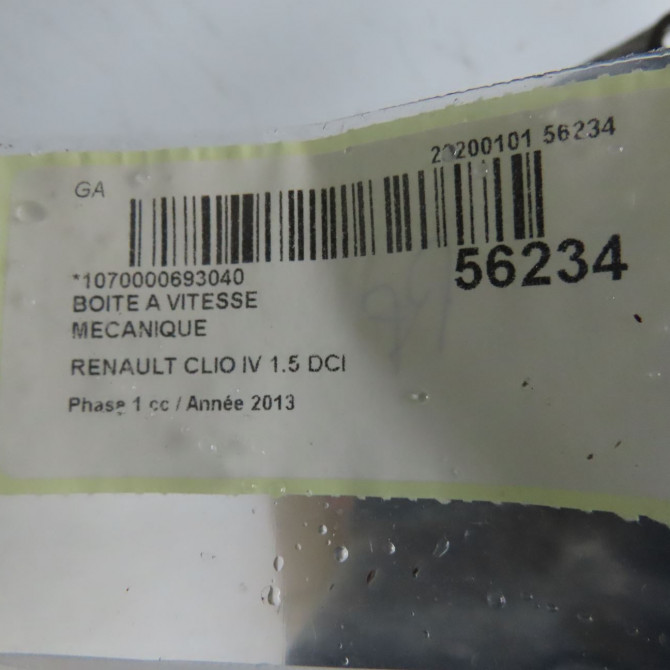 GA
20200101 56234
*1070000693040
56234
BOITE A VITESSE
MECANIQUE
RENAULT CLIO IV 1.5 DCI
Phase 1 cc / Année 2013